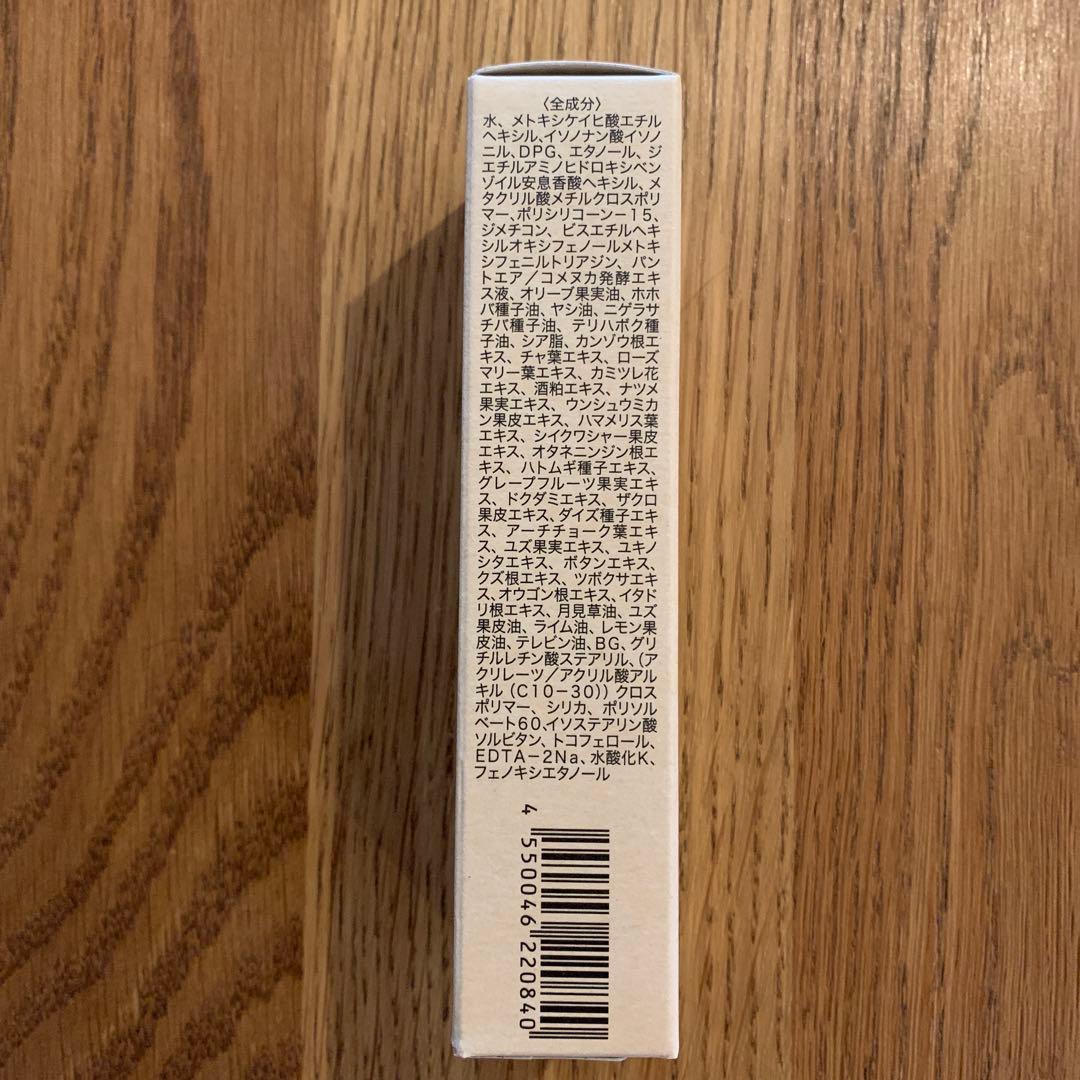 〈全成分〉
水、メトキシケイヒ酸エチル
ヘキシル、イソノナン酸イソノ
ニル、DPG、エタノール、ジ
エチルアミノヒドロキシベン
ゾイル安息香酸ヘキシル、メ
タクリル酸メチルクロスポリ
マー、ポリシリコーン－15、
ジメチコン、ビスエチルヘキ
シルオキシフェノールメトキ
シフェニルトリアジン、パン
トエア／コメヌカ発酵エキ
ス液、オリーブ果実油、ホホ
バ種子油、ヤシ油、ニゲラサ
チバ種子油、テリハボク種
子油、シア脂、カンゾウ根エ
キス、チャ葉エキス、ローズ
マリー葉エキス、カミツレ花
エキス、酒粕エキス、ナツメ
果実エキス、ウンシュウミカ
ン果皮エキス、ハマメリス葉
エキス、シイクワシャー果皮
エキス、オタネニンジン根エ
キス、ハトムギ種子エキス、
グレープフルーツ果実エキ
ス、ドクダミエキス、ザクロ
果皮エキス、ダイズ種子エキ
ス、アーチチョーク葉エキ
ス、ユズ果実エキス、ユキノ
シタエキス、ボタンエキス、
クズ根エキス、ツボクサエキ
ス、オウゴン根エキス、イタド
リ根エキス、月見草油、ユズ
果皮油、ライム油、レモン果
皮油、テレビン油、BG、グリ
チルレチン酸ステアリル、（ア
クリレーツ／アクリル酸アル
キル（C10－30））クロス
ポリマー、シリカ、ポリソル
ベート60、イソステアリン酸
ソルビタン、トコフェロール、
EDTA－2Na、水酸化K、
フェノキシエタノール
4 550046 220840